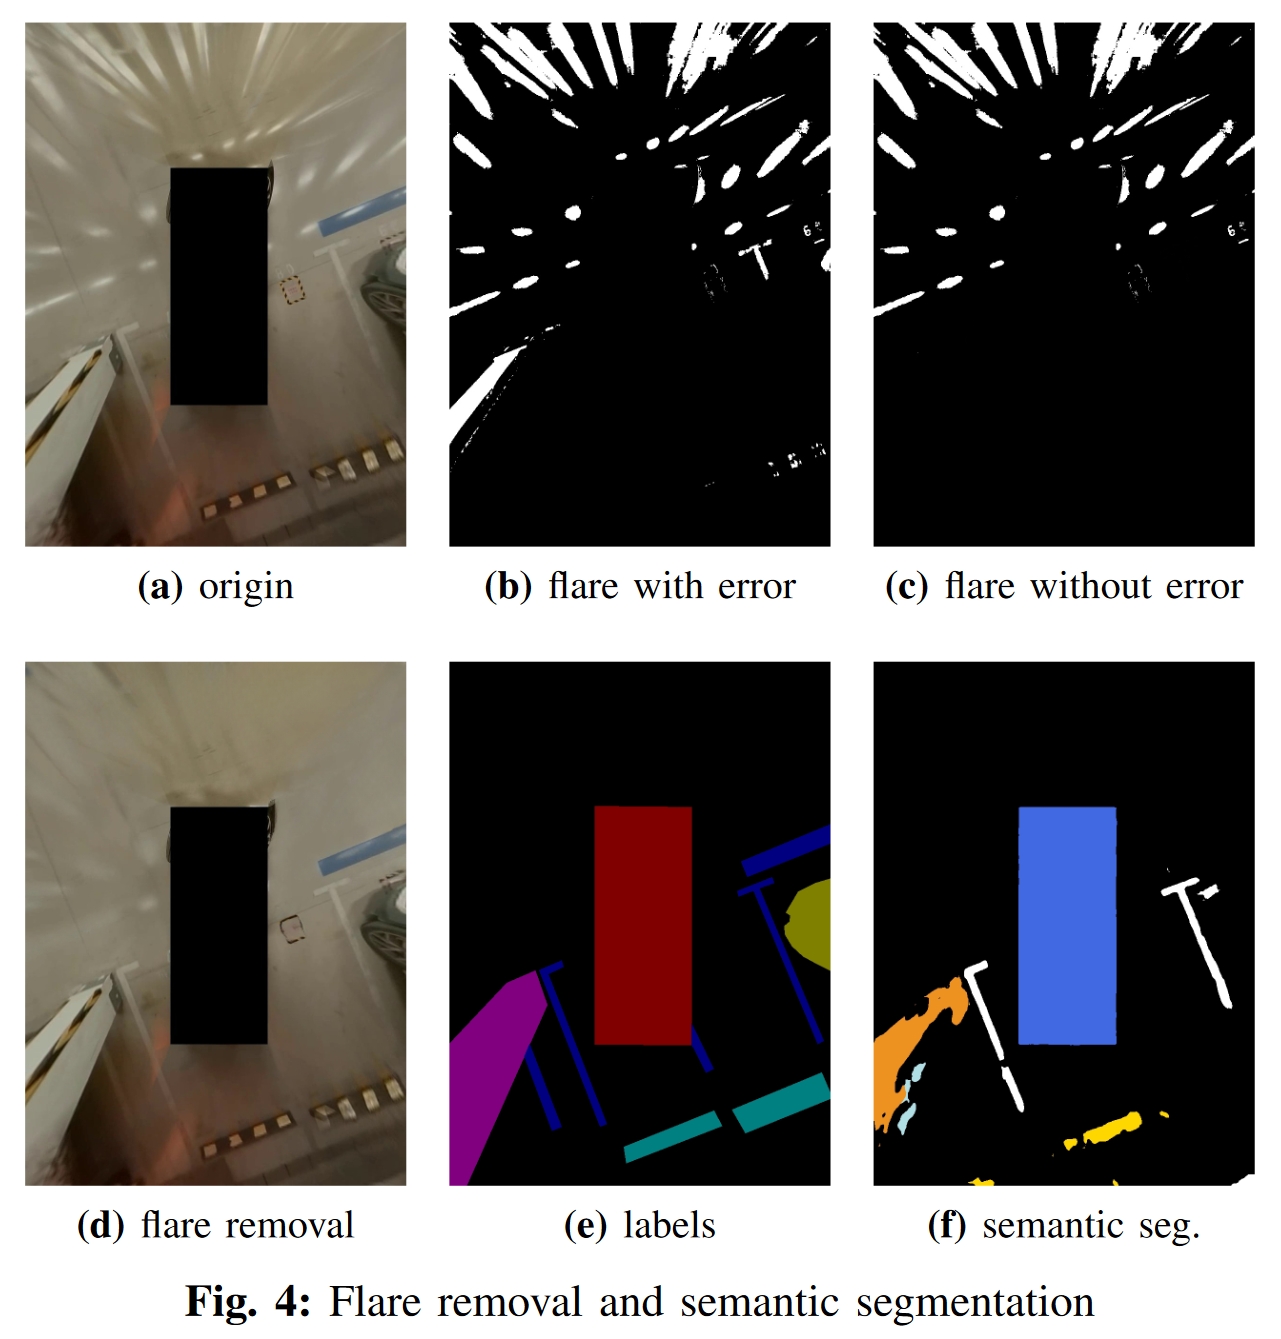 (a) origin
(b) flare with error
(c) flare without error
(d) flare removal
(e) labels
(f) semantic seg.
Fig. 4: Flare removal and semantic segmentation